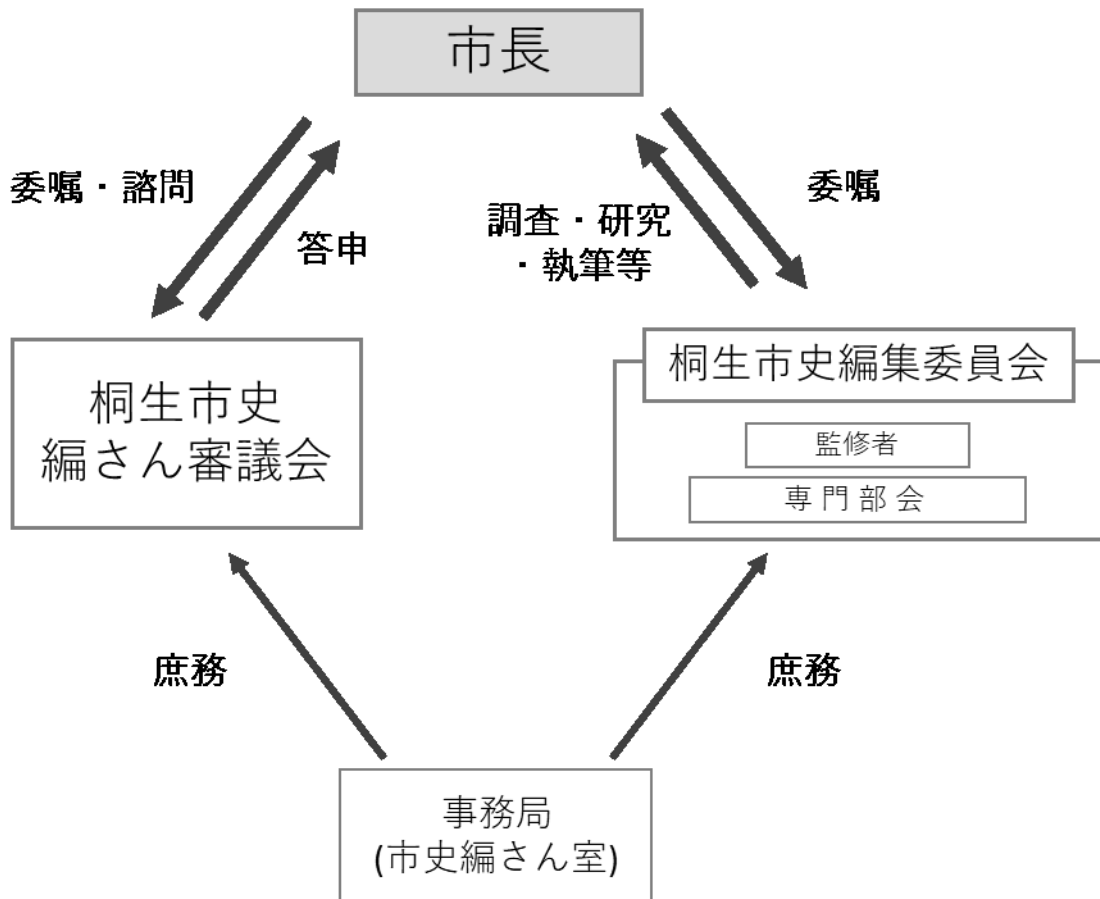 市長
委嘱・諮問
答申
調査・研究
・執筆等
委嘱
桐生市史
編さん審議会
桐生市史編集委員会
監修者
専門部会
庶務
庶務
事務局
(市史編さん室)